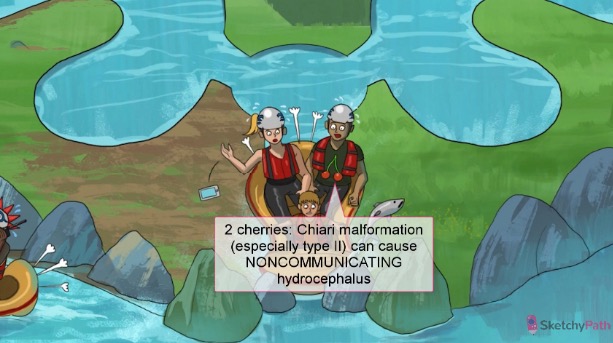 2 cherries: Chiari malformation
(especially type II) can cause
NONCOMMUNICATING
hydrocephalus
SketchyPath